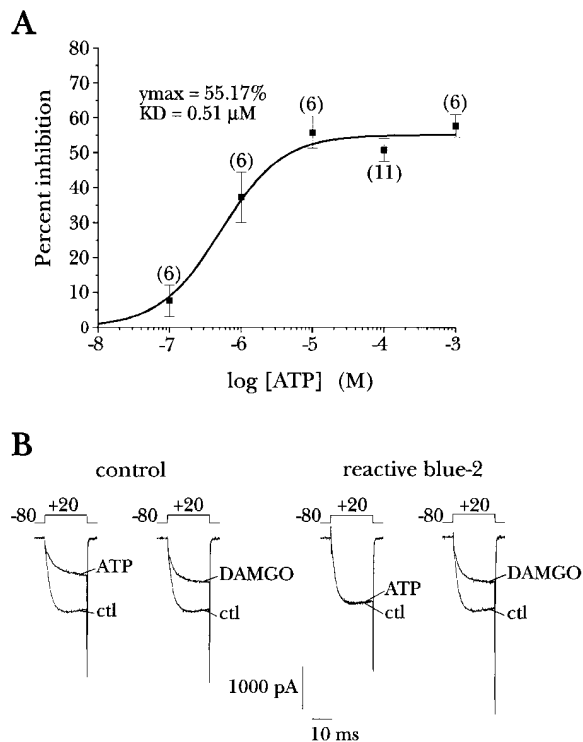 A
80
70
60
50
40
30
20
10
0
Percent inhibition
ymax = 55.17%
KD = 0.51 μM
(6)
(6)
(6)
(11)
(6)
-8 -7 -6 -5 -4 -3
log [ATP] (M)
B
control reactive blue-2
-80 +20 -80 +20 -80 +20 -80 +20
ATP DAMGO ATP DAMGO
ctl ctl ctl ctl
1000 pA
10 ms